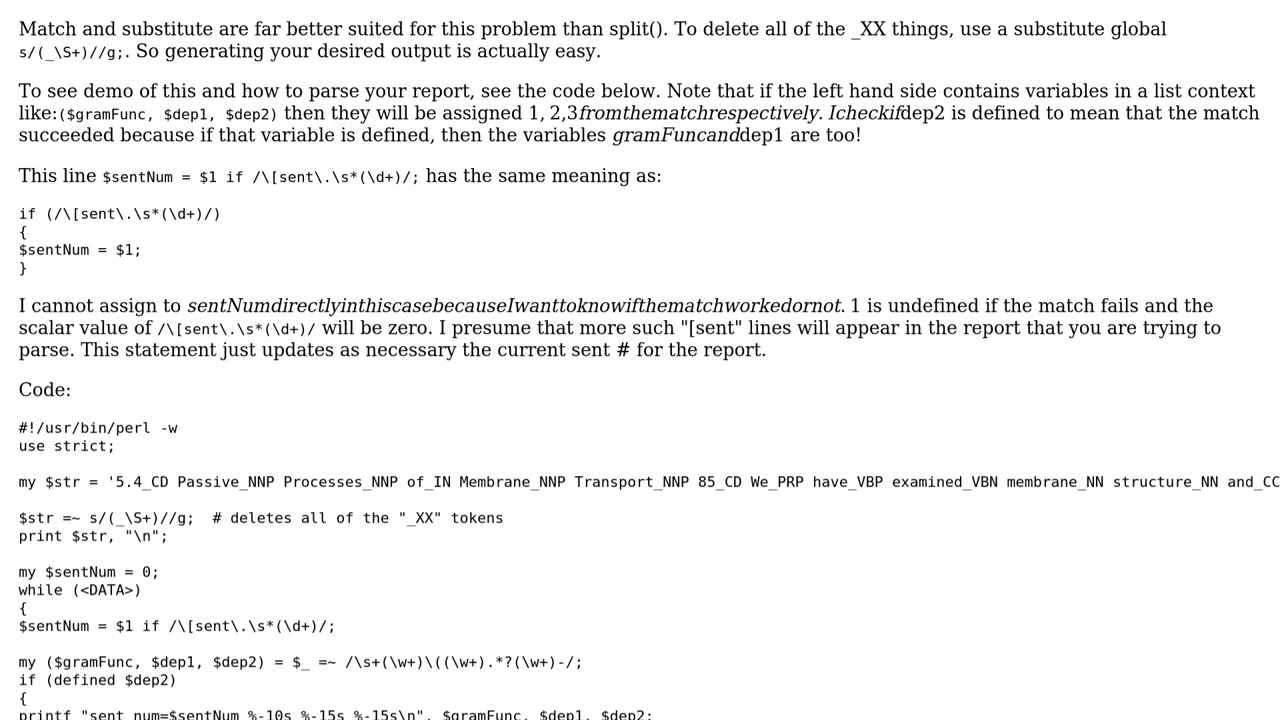 Match and substitute are far better suited for this problem than split(). To delete all of the _XX things, use a substitute global
s/(_\S+)//g;. So generating your desired output is actually easy.
To see demo of this and how to parse your report, see the code below. Note that if the left hand side contains variables in a list context
like:($gramFunc, $dep1, $dep2) then they will be assigned 1, 2,3fromthematchrespectively. Icheckifdep2 is defined to mean that the match
succeeded because if that variable is defined, then the variables gramFuncanddep1 are too!
This line $sentNum = $1 if /\[sent\.\s*(\d+)/; has the same meaning as:
if (/\[sent\.\s*(\d+)/)
{
$sentNum = $1;
}
I cannot assign to sentNumdirectlyinthiscasebecauseIwanttoknowifthematchworkedornot. 1 is undefined if the match fails and the
scalar value of /\[sent\.\s*(\d+)/ will be zero. I presume that more such "[sent" lines will appear in the report that you are trying to
parse. This statement just updates as necessary the current sent # for the report.
Code:
#!/usr/bin/perl -w
use strict;
my $str = '5.4_CD Passive_NNP Processes_NNP of_IN Membrane_NNP Transport_NNP 85_CD We_PRP have_VBP examined_VBN membrane_NN structure_NN and_CC
$str =~ s/(_\S+)//g;  # deletes all of the "_XX" tokens
print $str, "\n";
my $sentNum = 0;
while (<DATA>)
{
$sentNum = $1 if /\[sent\.\s*(\d+)/;
my ($gramFunc, $dep1, $dep2) = $_ =~ /\s+(\w+)\((\w+).*?(\w+)-/;
if (defined $dep2)
{
printf "sent num=$sentNum %-10s %-15s %-15s\n", $gramFunc, $dep1, $dep2;